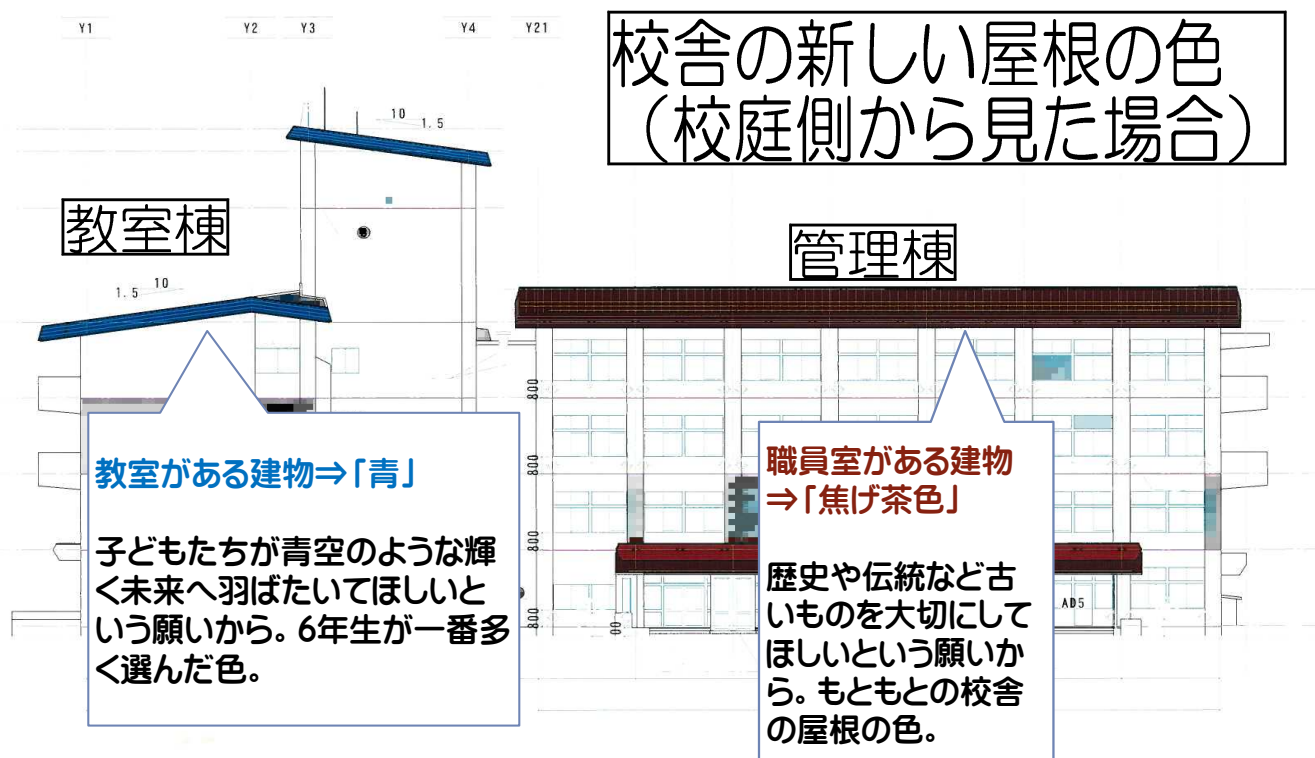 Y1
Y2
Y3
Y4
Y21
校舎の新しい屋根の色
（校庭側から見た場合）
10
1.5
教室棟
管理棟
10
1.5
800
800
800
800
00
教室がある建物⇒「青」
子どもたちが青空のような輝
く未来へ羽ばたいてほしいと
いう願いから。6年生が一番多
く選んだ色。
職員室がある建物
⇒「焦げ茶色」
歴史や伝統など古
いものを大切にして
ほしいという願いか
ら。もともとの校舎
の屋根の色。
AD5